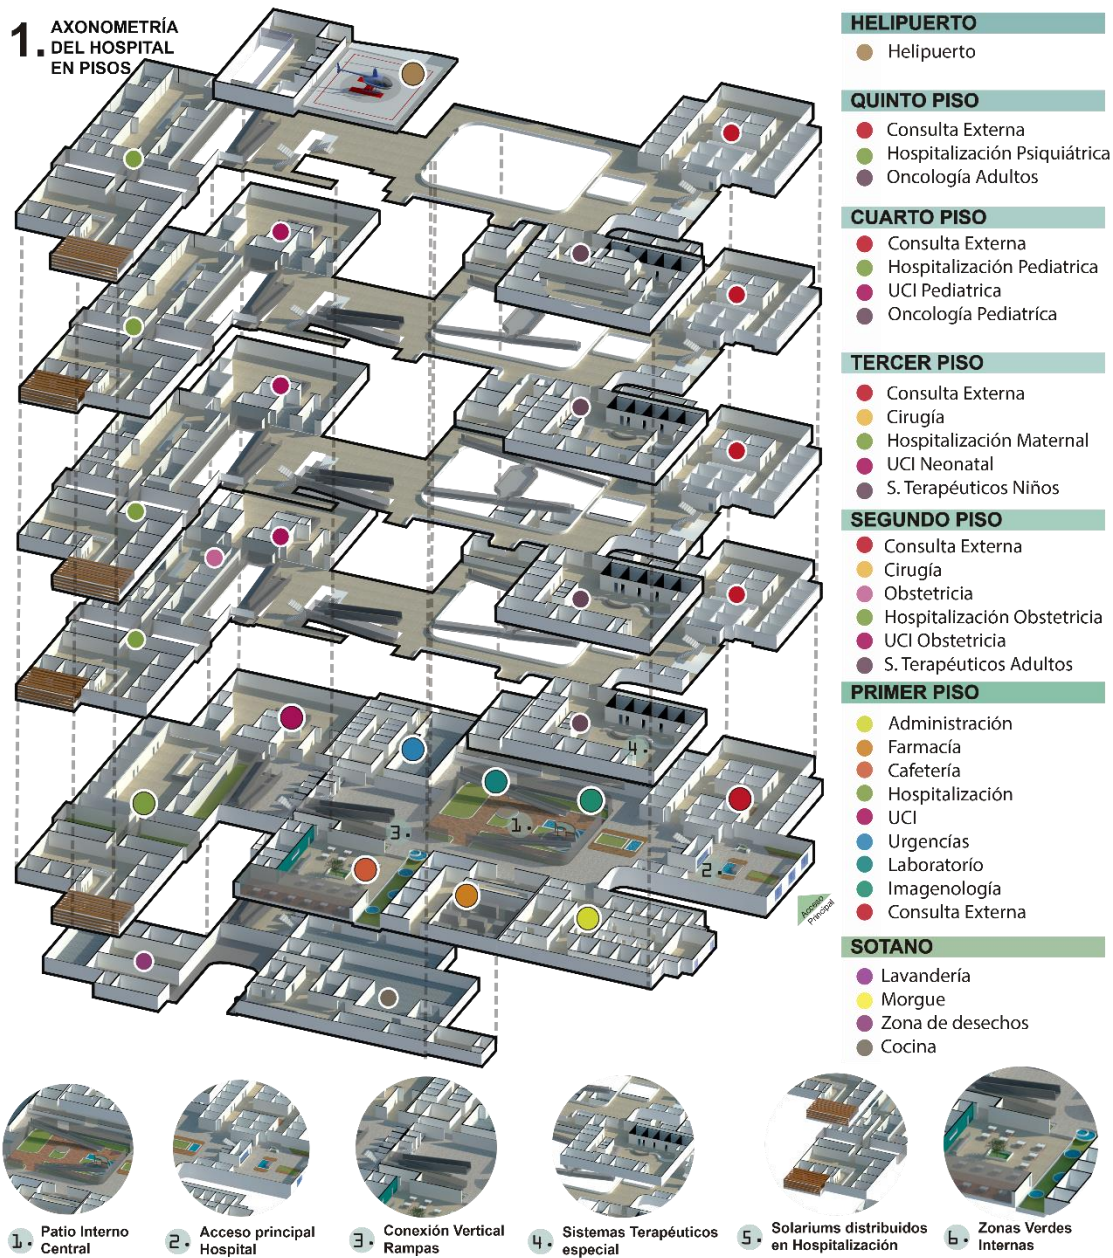 1. AXONOMETRÍA
DEL HOSPITAL
EN PISOS
HELIPUERTO
Helipuerto
QUINTO PISO
Consulta Externa
Hospitalización Psiquiátrica
Oncología Adultos
CUARTO PISO
Consulta Externa
Hospitalización Pediatrica
UCI Pediatrica
Oncología Pediatríca
TERCER PISO
Consulta Externa
Cirugía
Hospitalización Maternal
UCI Neonatal
S. Terapéuticos Niños
SEGUNDO PISO
Consulta Externa
Cirugía
Obstetricia
Hospitalización Obstetricia
UCI Obstetricia
S. Terapéuticos Adultos
PRIMER PISO
Administración
Farmacía
Cafetería
Hospitalización
UCI
Urgencías
Laboratorío
Imagenología
Consulta Externa
SOTANO
Lavandería
Morgue
Zona de desechos
Cocina
4.
3.
1.
2.
Acceso
Principal
1. Patio Interno
Central
2. Acceso principal
Hospital
3. Conexión Vertical
Rampas
4. Sistemas Terapéuticos
especial
5. Solariums distribuidos
en Hospitalización
6. Zonas Verdes
Internas